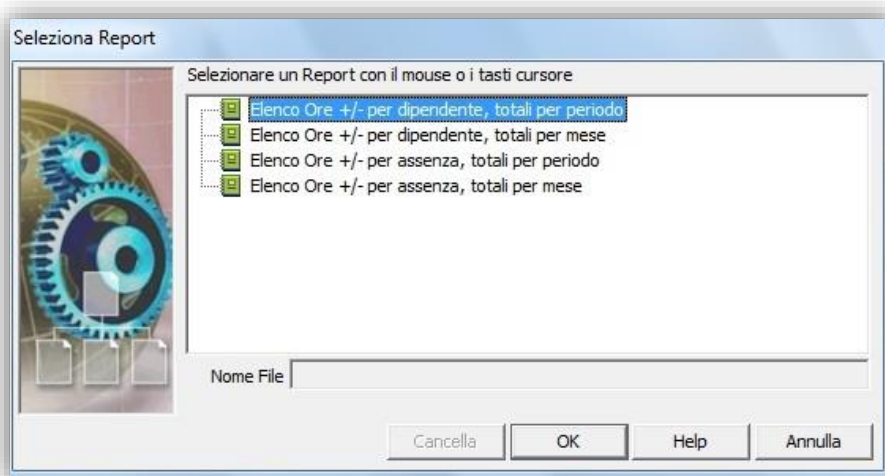 Seleziona Report
Selezionare un Report con il mouse o i tasti cursore
Elenco Ore +/- per dipendente, totali per periodo
Elenco Ore +/- per dipendente, totali per mese
Elenco Ore +/- per assenza, totali per periodo
Elenco Ore +/- per assenza, totali per mese
Nome File
Cancella OK Help Annulla